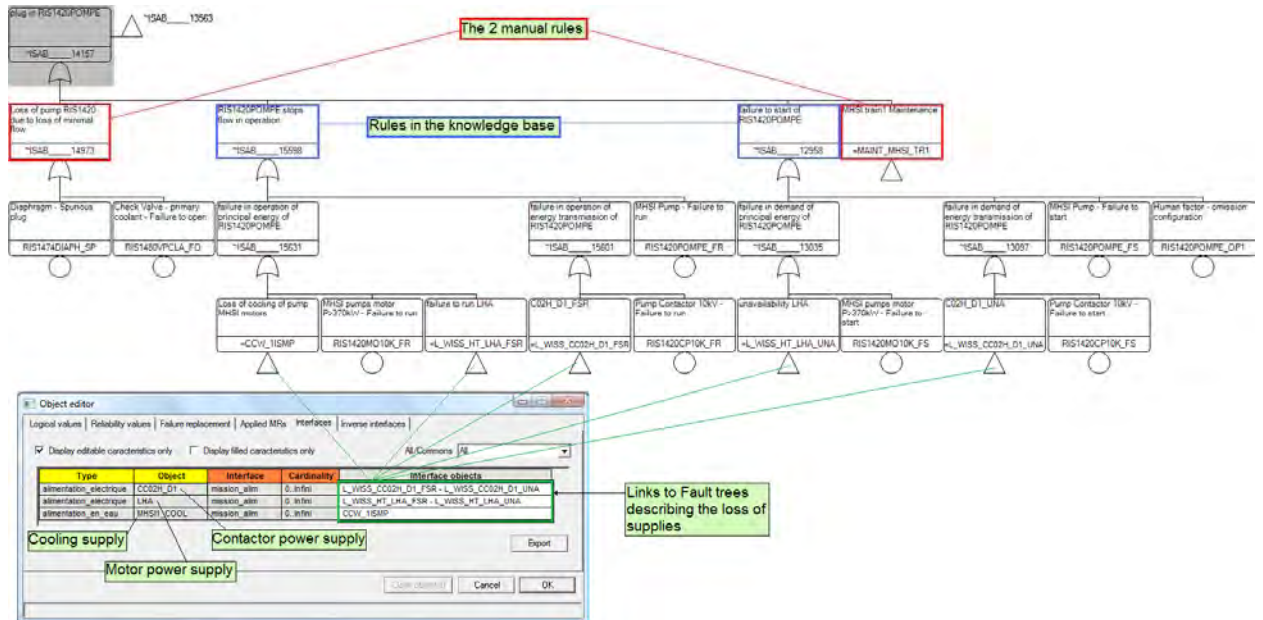 plug in RIS1420POMPE
~ISAB____13563
~ISAB____14157
The 2 manual rules
Loss of pump RIS1420
due to loss of minimal
flow
~ISAB____14973
RIS1420POMPE stops
flow in operation
~ISAB____15598
Rules in the knowledge base
failure to start of
RIS1420POMPE
~ISAB____12958
MHSI train1 Maintenance
=MAINT_MHSI_TR1
Diaphragm - Spurious
plug
RIS1474DIAPH_SP
Check Valve - primary
coolant - Failure to open
RIS1480VPCLA_FO
failure in operation of
principal energy of
RIS1420POMPE
~ISAB____15631
failure in operation of
energy transmission of
RIS1420POMPE
~ISAB____15601
MHSI Pump - Failure to
run
RIS1420POMPE_FR
failure in demand of
principal energy of
RIS1420POMPE
~ISAB____13035
failure in demand of
energy transmission of
RIS1420POMPE
~ISAB____13097
MHSI Pump - Failure to
start
RIS1420POMPE_FS
Human factor - omission
configuration
RIS1420POMPE_OP1
Loss of cooling of pump
MHSI motors
=CCW_1ISMP
MHSI pumps motor
P>370kW - Failure to run
RIS1420MO10K_FR
failure to run LHA
=L_WISS_HT_LHA_FSR
C02H_D1_FSR
=L_WISS_CC02H_D1_FSR
Pump Contactor 10kV -
Failure to run
RIS1420CP10K_FR
unavailability LHA
=L_WISS_HT_LHA_UNA
MHSI pumps motor
P>370kW - Failure to
start
RIS1420MO10K_FS
C02H_D1_UNA
=L_WISS_CC02H_D1_UNA
Pump Contactor 10kV -
Failure to start
RIS1420CP10K_FS
Object editor
Logical values | Reliability values | Failure replacement | Applied MRs | Interfaces | Inverse interfaces
Display editable caracteristics only
Display filled caracteristics only
All/Commons
All
Type
Object
Interface
Cardinality
Interface objects
alimentation_electrique
CC02H_D1
mission_alim
0. Infini
L_WISS_CC02H_D1_FSR - L_WISS_CC02H_D1_UNA
alimentation_electrique
LHA
mission_alim
0. Infini
L_WISS_HT_LHA_FSR - L_WISS_HT_LHA_UNA
alimentation_en_eau
MHSI1_COOL
mission_alim
0. Infini
CCW_1ISMP
Links to Fault trees
describing the loss of
supplies
Cooling supply
Contactor power supply
Motor power supply
Export
Cancel
OK